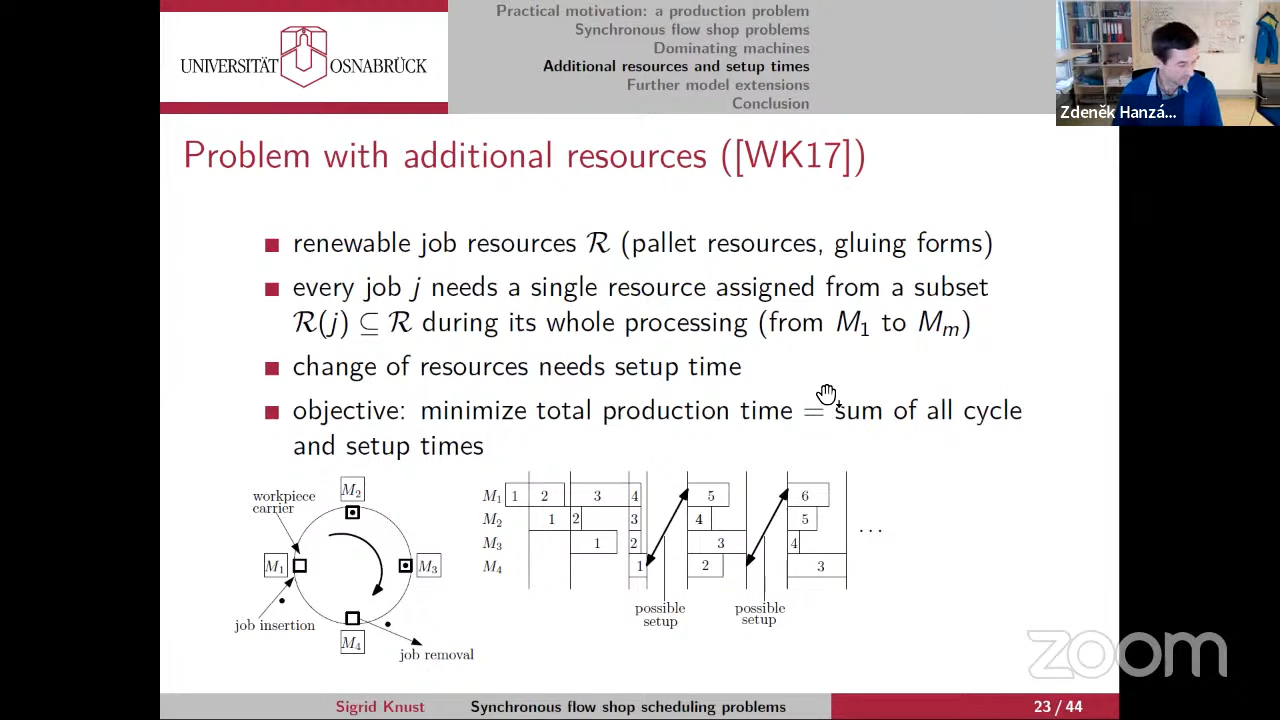 Practical motivation: a production problem
Synchronous flow shop problems
Dominating machines
Additional resources and setup times
Further model extensions
Conclusion
UNIVERSITÄT OSNABRÜCK
Zdeněk Hanzá...
Problem with additional resources ([WK17])
renewable job resources ℛ (pallet resources, gluing forms)
every job j needs a single resource assigned from a subset
ℛ(j) ⊆ ℛ during its whole processing (from M₁ to Mₘ)
change of resources needs setup time
objective: minimize total production time = sum of all cycle
and setup times
workpiece
carrier
M₂
M₁
M₃
M₄
job insertion
job removal
M₁ 1 2 3 4 5 6
M₂ 1 2 3 4 5
M₃ 1 2 3 4
M₄ 1 2 3
...
possible
setup
possible
setup
zoom
Sigrid Knust Synchronous flow shop scheduling problems 23 / 44